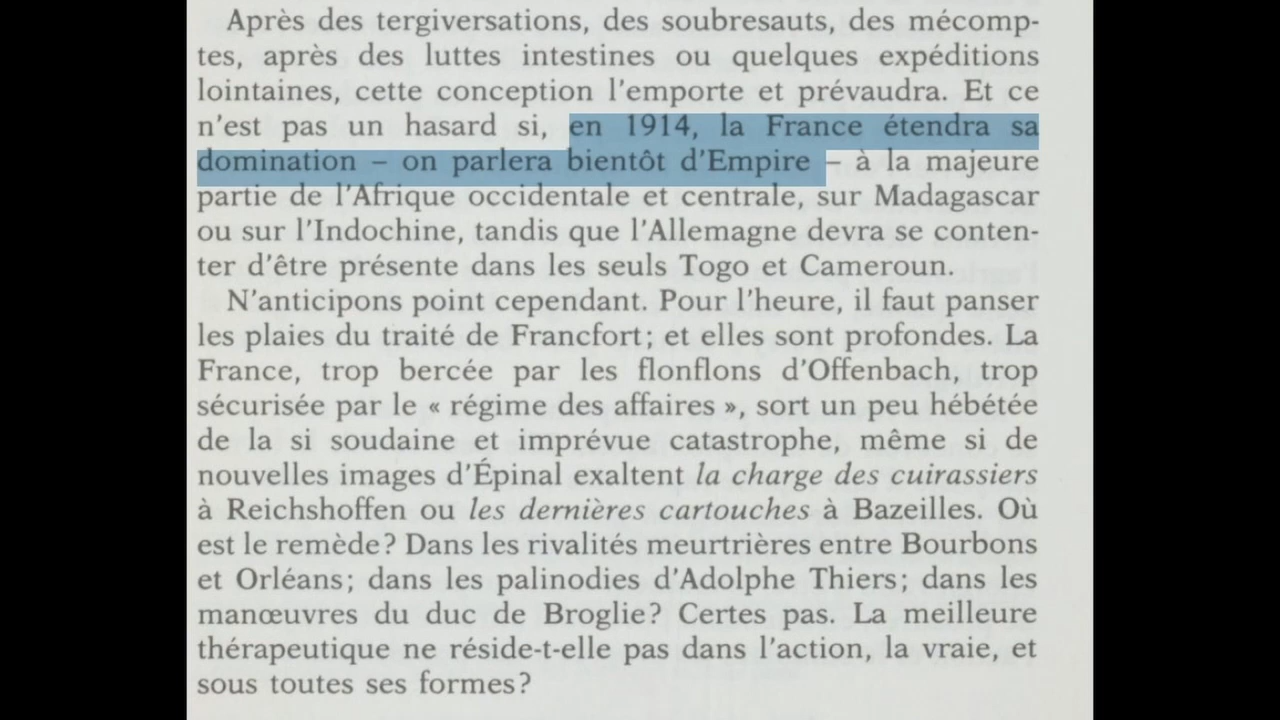 Après des tergiversations, des soubresauts, des mécomp-
tes, après des luttes intestines ou quelques expéditions
lointaines, cette conception l'emporte et prévaudra. Et ce
n'est pas un hasard si, en 1914, la France étendra sa
domination – on parlera bientôt d'Empire – à la majeure
partie de l'Afrique occidentale et centrale, sur Madagascar
ou sur l'Indochine, tandis que l'Allemagne devra se conten-
ter d'être présente dans les seuls Togo et Cameroun.
N'anticipons point cependant. Pour l'heure, il faut panser
les plaies du traité de Francfort ; et elles sont profondes. La
France, trop bercée par les flonflons d'Offenbach, trop
sécurisée par le « régime des affaires », sort un peu hébétée
de la si soudaine et imprévue catastrophe, même si de
nouvelles images d'Épinal exaltent la charge des cuirassiers
à Reichshoffen ou les dernières cartouches à Bazeilles. Où
est le remède ? Dans les rivalités meurtrières entre Bourbons
et Orléans ; dans les palinodies d'Adolphe Thiers ; dans les
manœuvres du duc de Broglie ? Certes pas. La meilleure
thérapeutique ne réside-t-elle pas dans l'action, la vraie, et
sous toutes ses formes ?